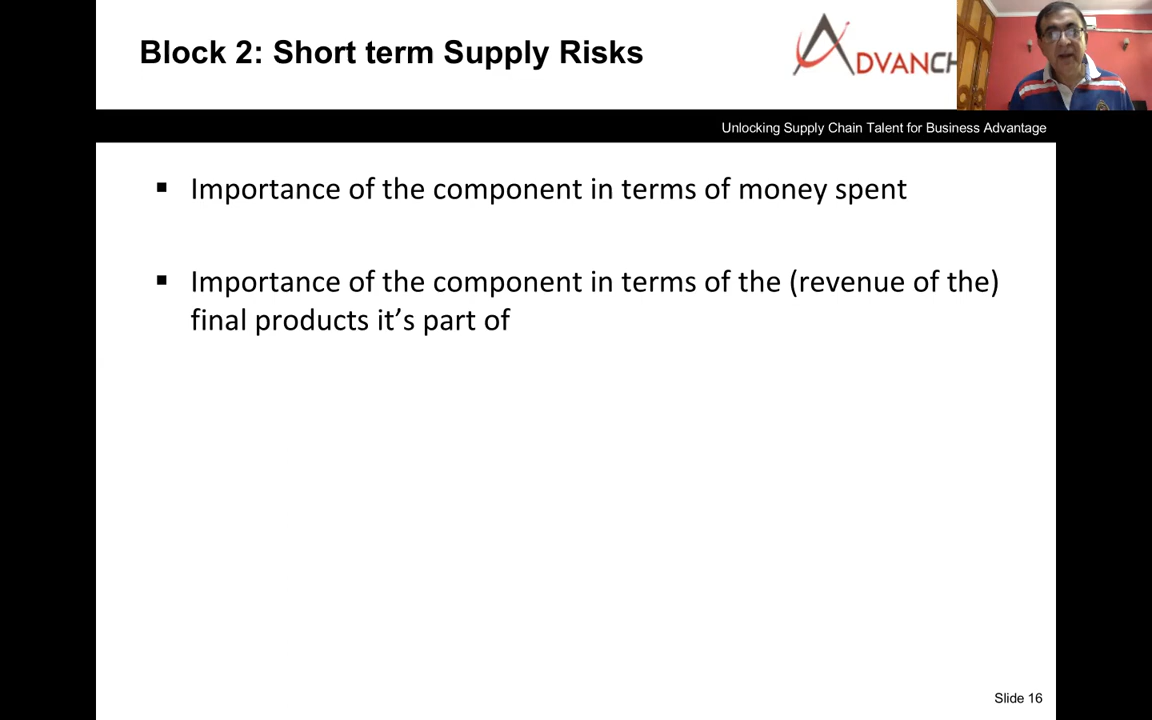 Block 2: Short term Supply Risks
ADVANCH
Unlocking Supply Chain Talent for Business Advantage
▪ Importance of the component in terms of money spent
▪ Importance of the component in terms of the (revenue of the)
final products it’s part of
Slide 16